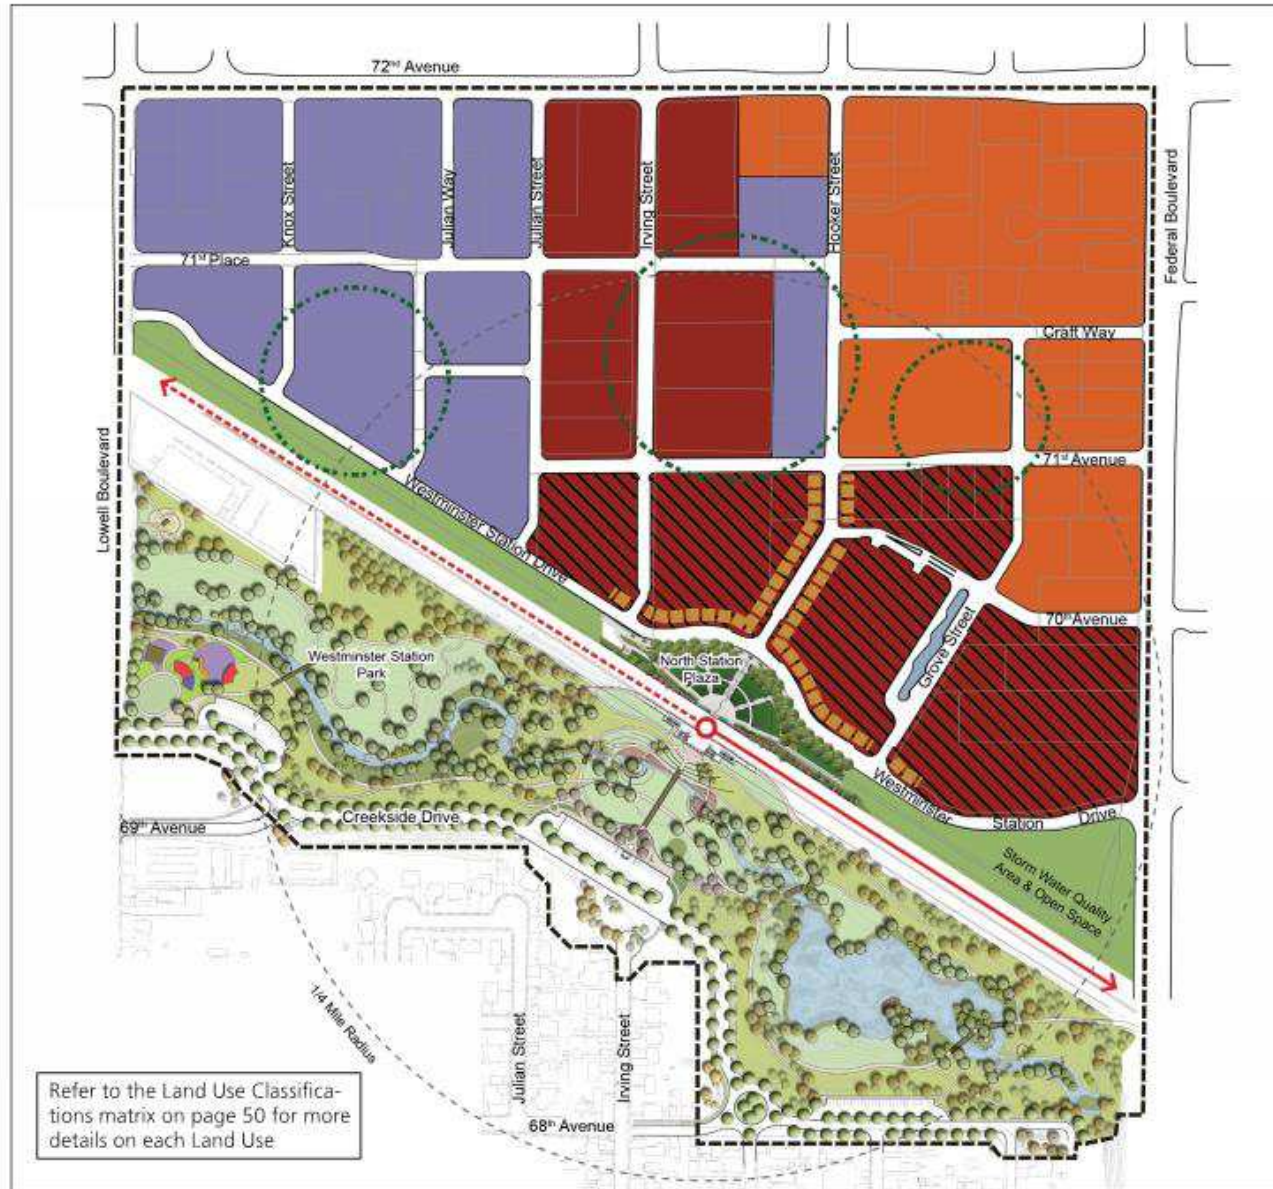 72nd Avenue
Knox Street
Julian Way
Julian Street
Irving Street
Hooker Street
Federal Boulevard
71st Place
Craft Way
71st Avenue
Lowell Boulevard
Westminster Station Drive
70th Avenue
Grove Street
Westminster Station
Park
North Station
Plaza
Westminster Station Drive
Creekside Drive
69th Avenue
Storm Water Quality
Area & Open Space
1/4 Mile Radius
Julian Street
Irving Street
68th Avenue
Refer to the Land Use Classifica-
tions matrix on page 50 for more
details on each Land Use